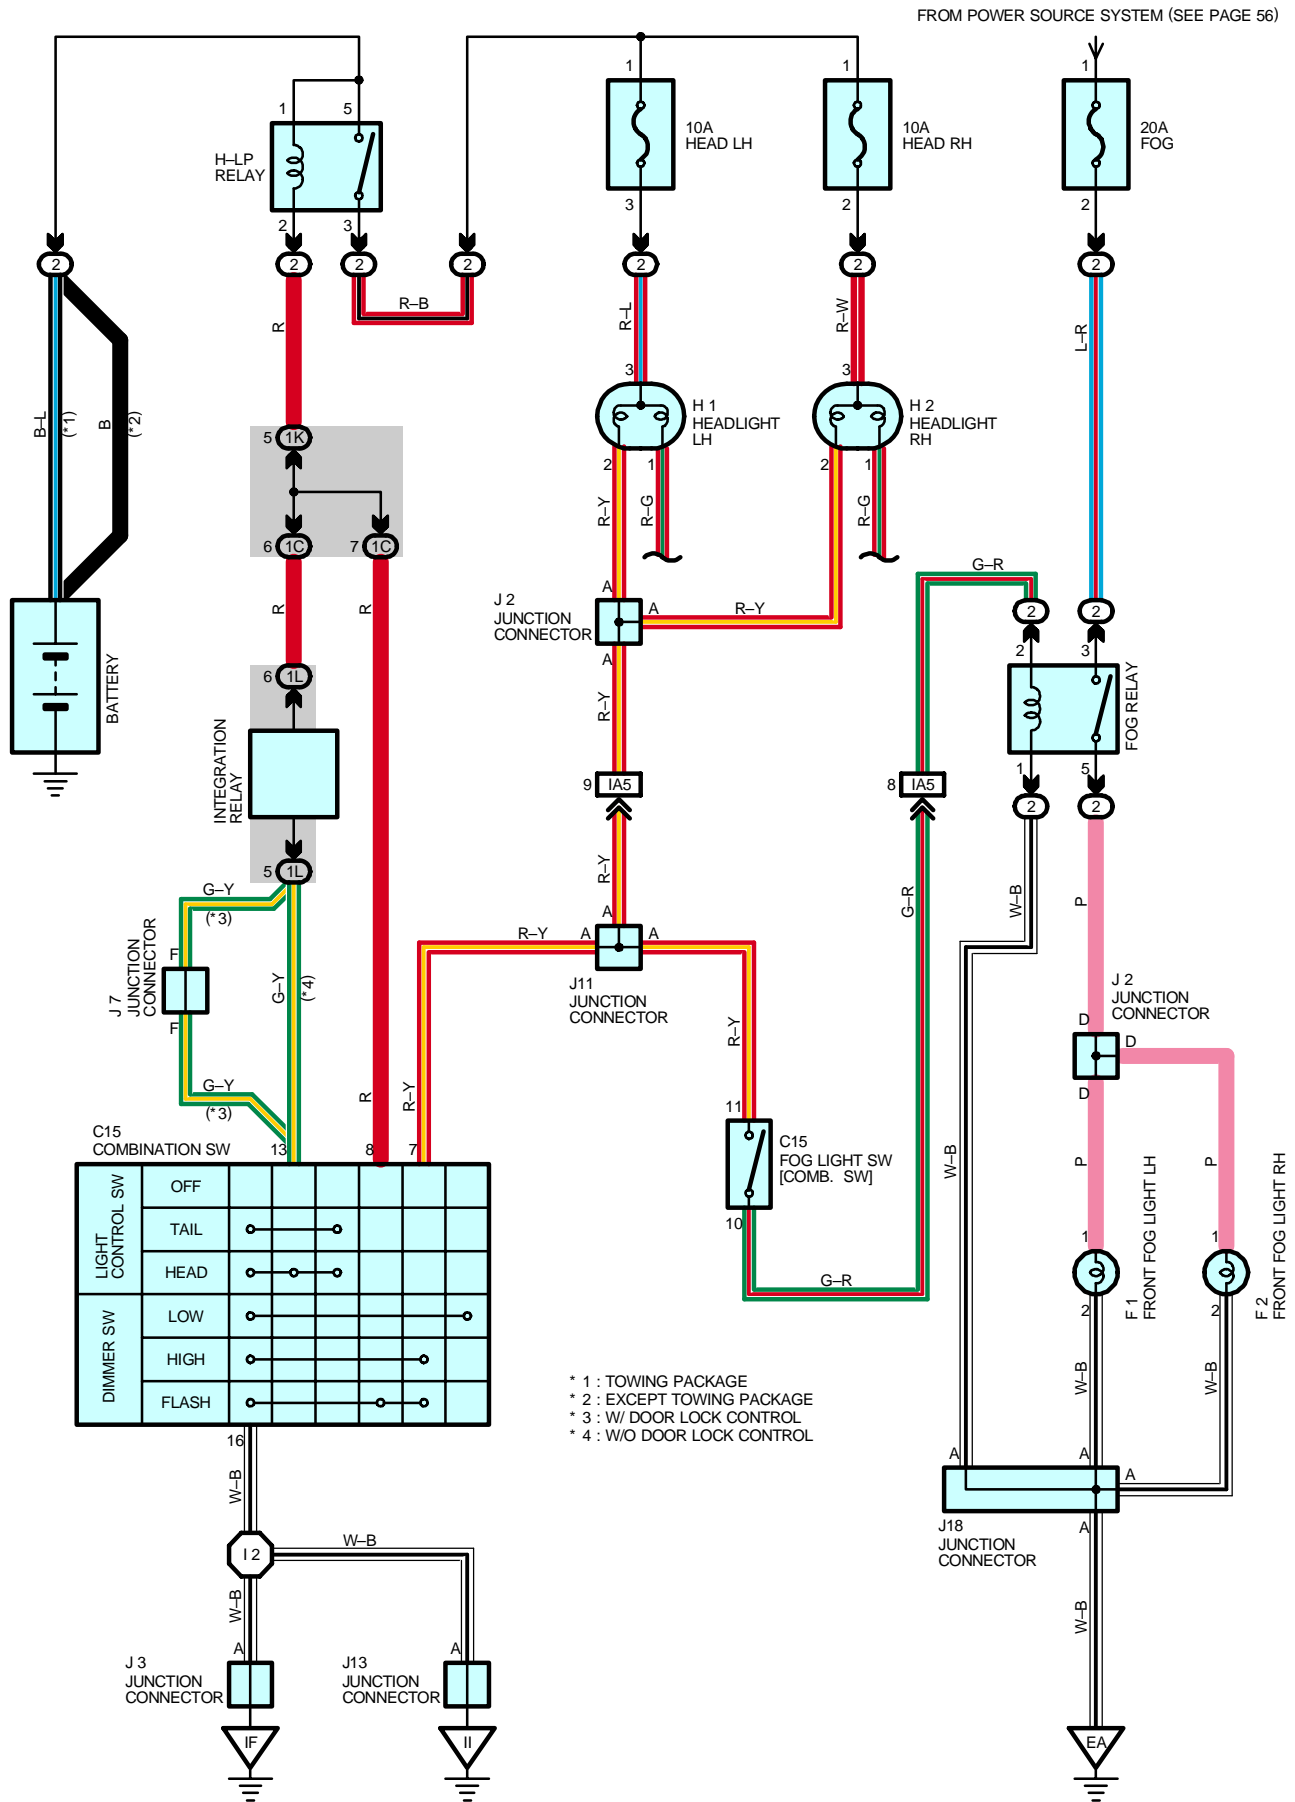 FROM POWER SOURCE SYSTEM (SEE PAGE 56)
1
1
1
1
5
H–LP
RELAY
10A
HEAD LH
10A
HEAD RH
20A
FOG
2
3
3
2
2
2
2
2
2
2
2
2
R
R–B
R–L
R–W
L–R
B–L
(*1)
B
(*2)
3
3
H 1
HEADLIGHT
LH
H 2
HEADLIGHT
RH
5
1K
2
1
2
1
R–Y
R–G
R–G
6
1C
7
1C
G–R
R
R
A
J 2
JUNCTION
CONNECTOR
A
R–Y
A
2
2
2
3
BATTERY
6
1L
R–Y
FOG RELAY
INTEGRATION
RELAY
9
IA5
8
IA5
1
5
2
2
5
1L
R–Y
G–R
W–B
P
G–Y
(*3)
A
R–Y
A
A
J11
JUNCTION
CONNECTOR
F
J 7
JUNCTION
CONNECTOR
F
G–Y
(*4)
J 2
JUNCTION
CONNECTOR
D
D
D
R–Y
G–Y
(*3)
R
R–Y
C15
COMBINATION SW
13
8
7
11
C15
FOG LIGHT SW
[COMB. SW]
10
W–B
P
P
LIGHT
CONTROL SW
OFF
TAIL
HEAD
DIMMER SW
LOW
HIGH
FLASH
1
1
F 1
FRONT FOG LIGHT LH
F 2
FRONT FOG LIGHT RH
G–R
2
2
W–B
W–B
* 1 : TOWING PACKAGE
* 2 : EXCEPT TOWING PACKAGE
* 3 : W/ DOOR LOCK CONTROL
* 4 : W/O DOOR LOCK CONTROL
16
W–B
A
A
A
J18
JUNCTION
CONNECTOR
A
I 2
W–B
W–B
W–B
A
A
J 3
JUNCTION
CONNECTOR
J13
JUNCTION
CONNECTOR
IF
II
EA